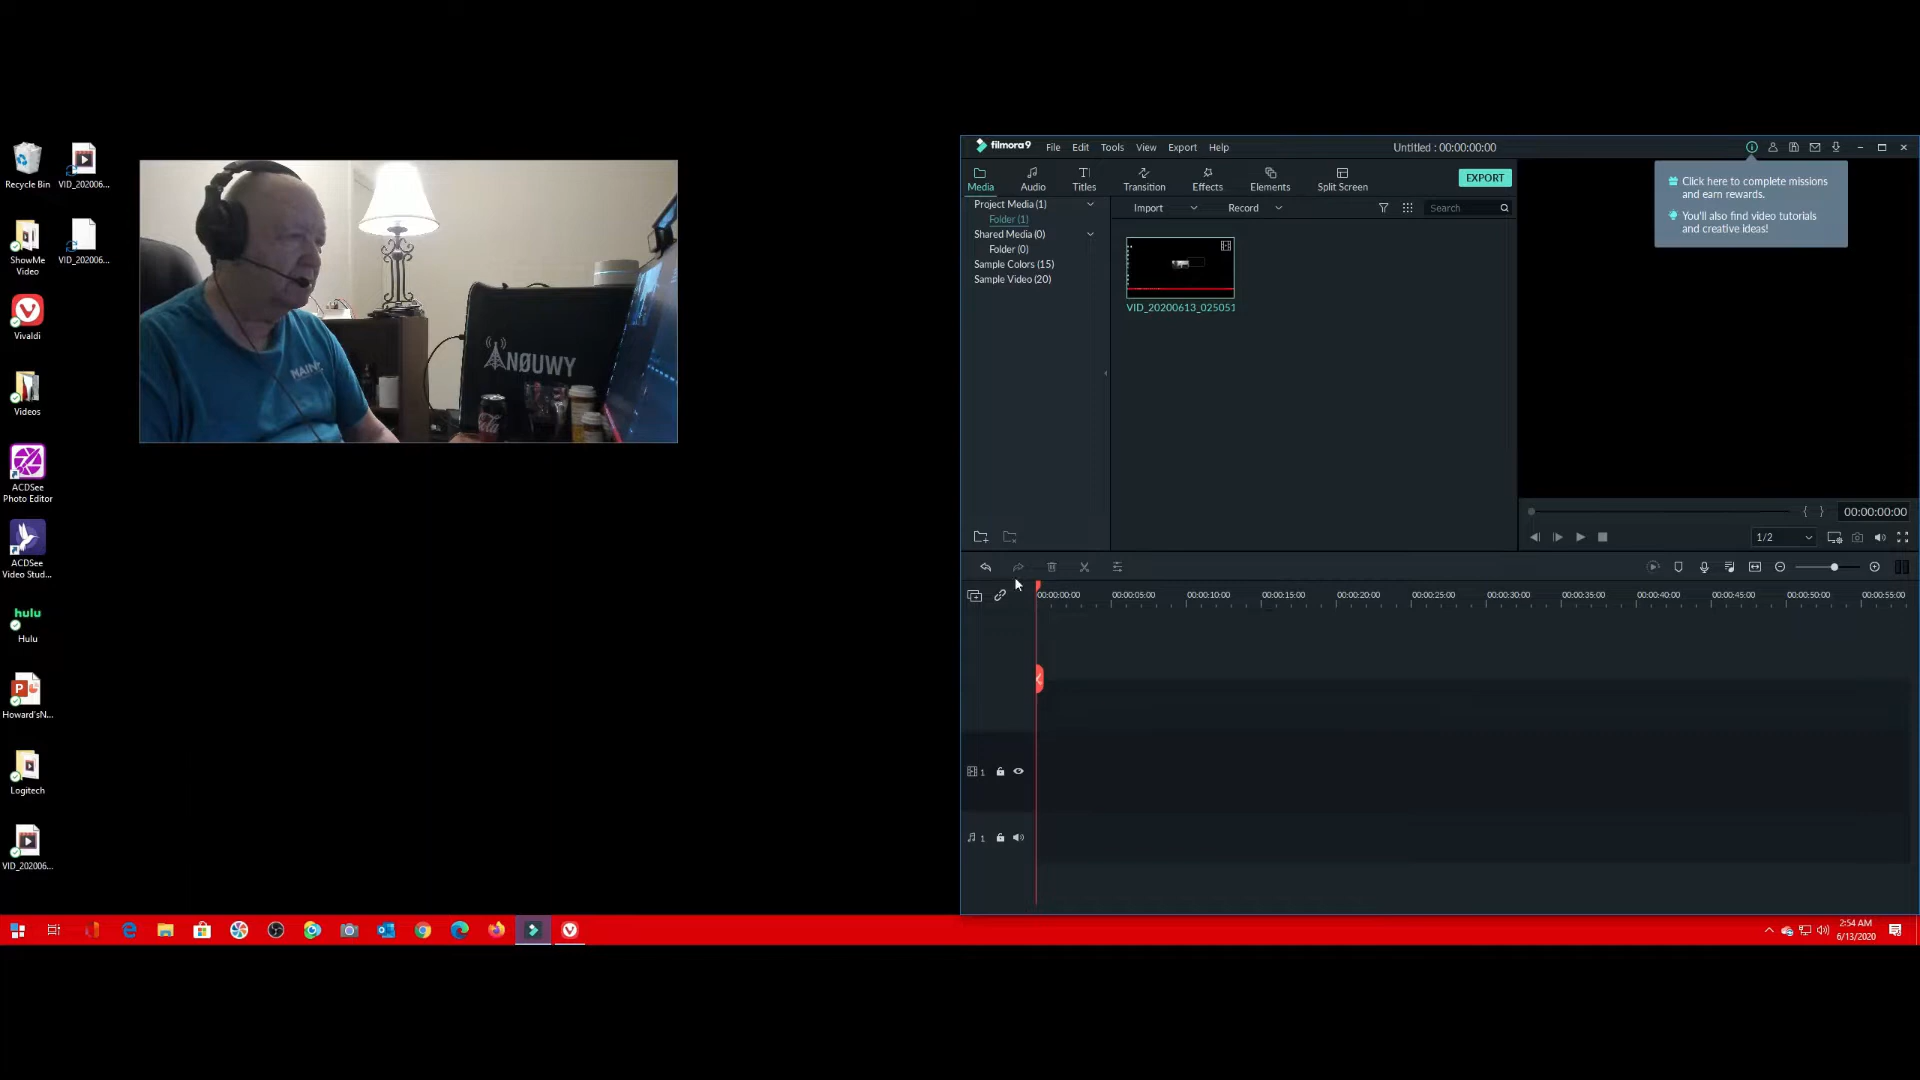 Recycle Bin
VID_202006...
ShowMe
Video
VID_202006...
Vivaldi
Videos
ACDSee
Photo Editor
ACDSee
Video Stud...
hulu
Hulu
Howard'sN...
Logitech
VID_202006...
NØUWY
filmora9
File
Edit
Tools
View
Export
Help
Untitled : 00:00:00:00
Media
Audio
Titles
Transition
Effects
Elements
Split Screen
EXPORT
Click here to complete missions
and earn rewards.
You'll also find video tutorials
and creative ideas!
Project Media (1)
Folder (1)
Shared Media (0)
Folder (0)
Sample Colors (15)
Sample Video (20)
Import
Record
Search
VID_20200613_025051
{ }
00:00:00:00
1/2
00:00:00:00
00:00:05:00
00:00:10:00
00:00:15:00
00:00:20:00
00:00:25:00
00:00:30:00
00:00:35:00
00:00:40:00
00:00:45:00
00:00:50:00
00:00:55:00
1
1
2:54 AM
6/13/2020